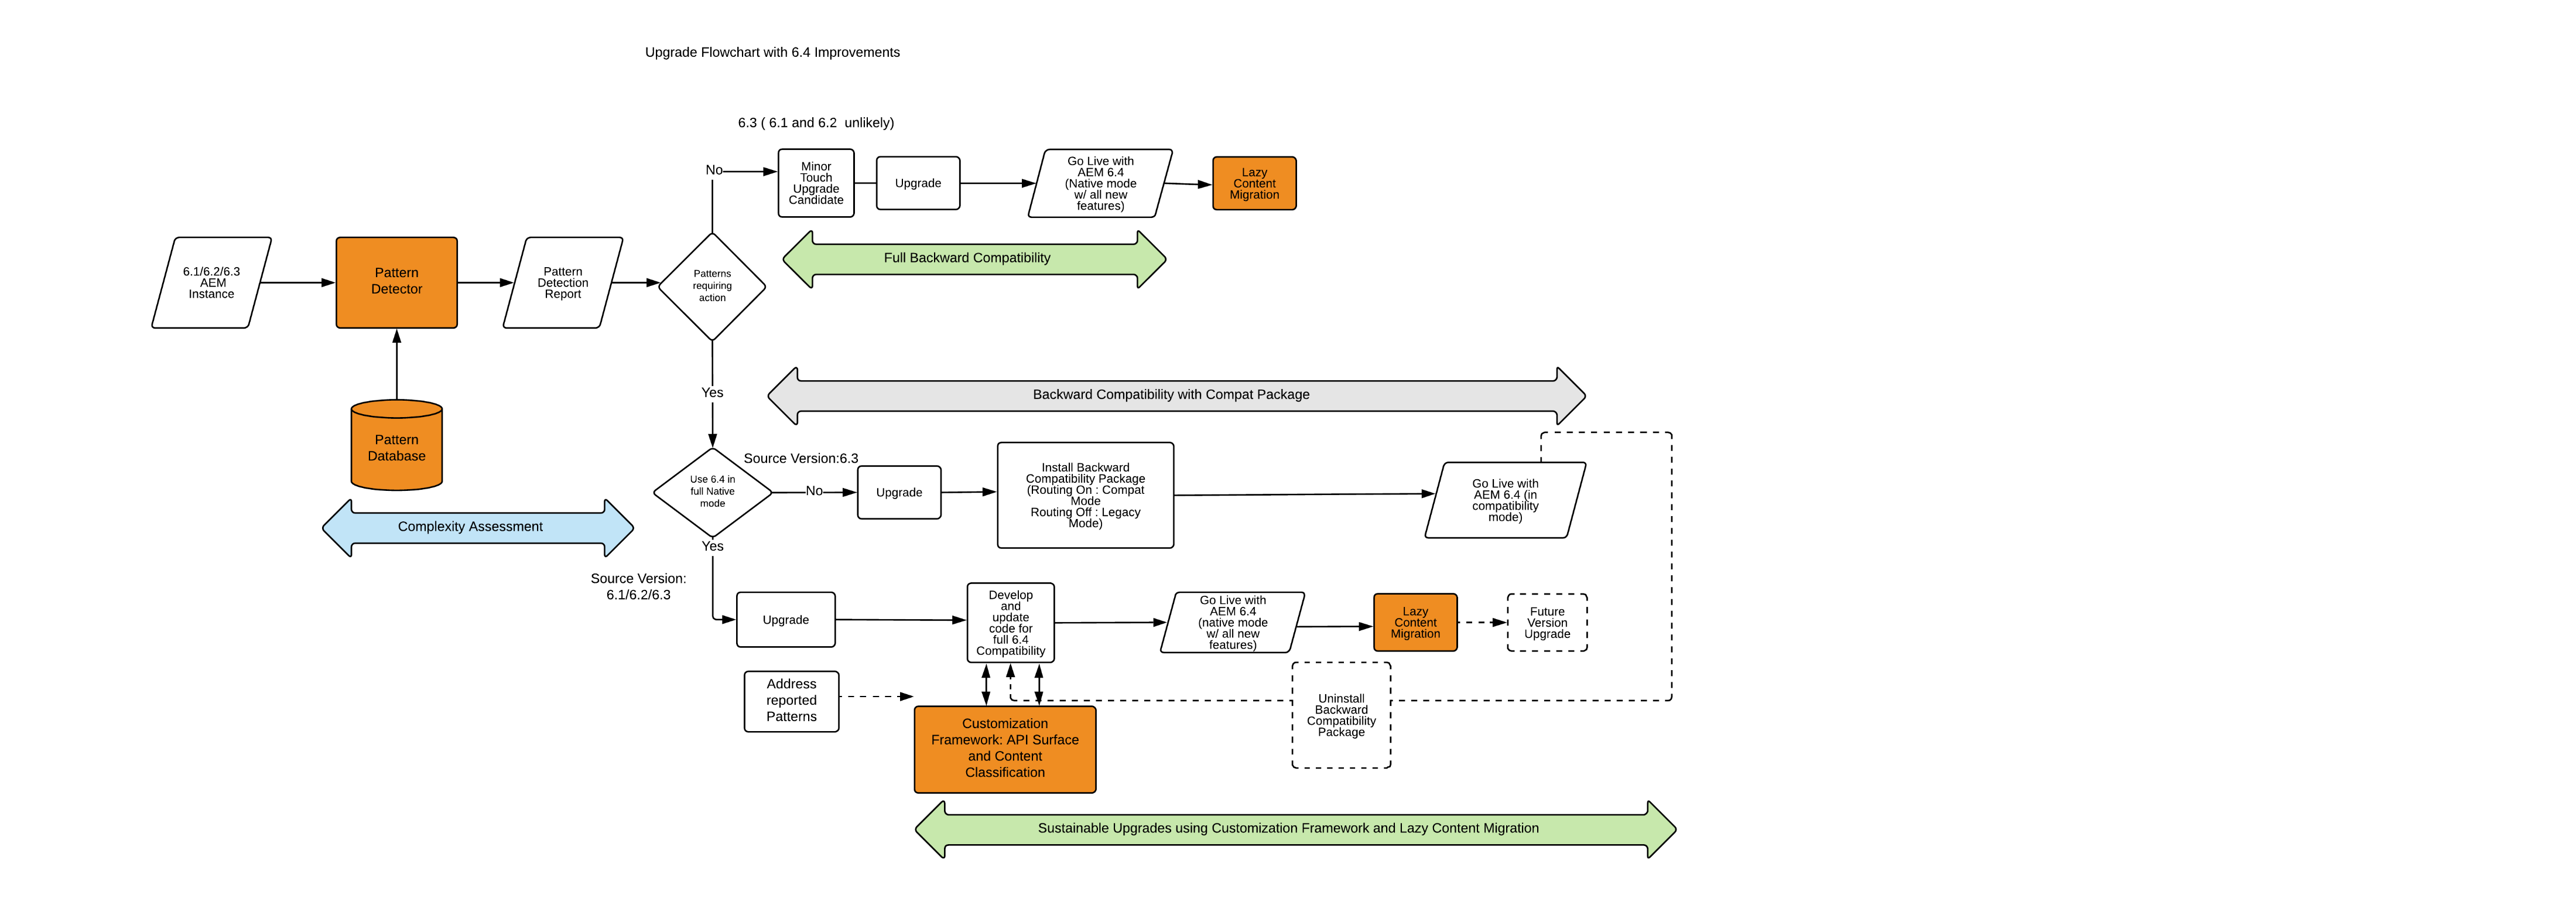 Upgrade Flowchart with 6.4 Improvements
6.3 ( 6.1 and 6.2  unlikely)
No
Minor
Touch
Upgrade
Candidate
Upgrade
Go Live with
AEM 6.4
(Native mode
w/ all new
features)
Lazy
Content
Migration
Full Backward Compatibility
6.1/6.2/6.3
AEM
Instance
Pattern
Detector
Pattern
Detection
Report
Patterns
requiring
action
Yes
Pattern
Database
Complexity Assessment
Backward Compatibility with Compat Package
Use 6.4 in
full Native
mode
Source Version:6.3
No
Upgrade
Install Backward
Compatibility Package
(Routing On : Compat
Mode
Routing Off : Legacy
Mode)
Go Live with
AEM 6.4 (in
compatibility
mode)
Yes
Source Version:
6.1/6.2/6.3
Upgrade
Develop
and
update
code for
full 6.4
Compatibility
Go Live with
AEM 6.4
(native mode
w/ all new
features)
Lazy
Content
Migration
Future
Version
Upgrade
Address
reported
Patterns
Customization
Framework: API Surface
and Content
Classification
Uninstall
Backward
Compatibility
Package
Sustainable Upgrades using Customization Framework and Lazy Content Migration